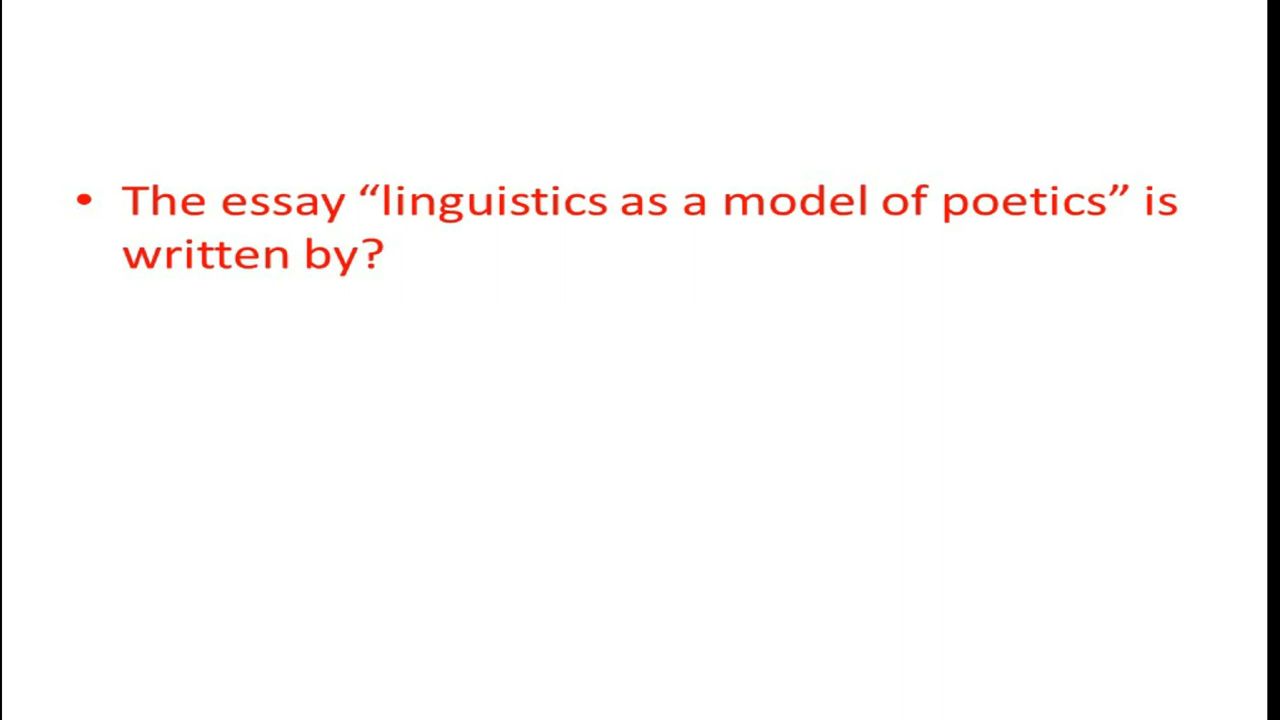 • The essay “linguistics as a model of poetics” is
written by?